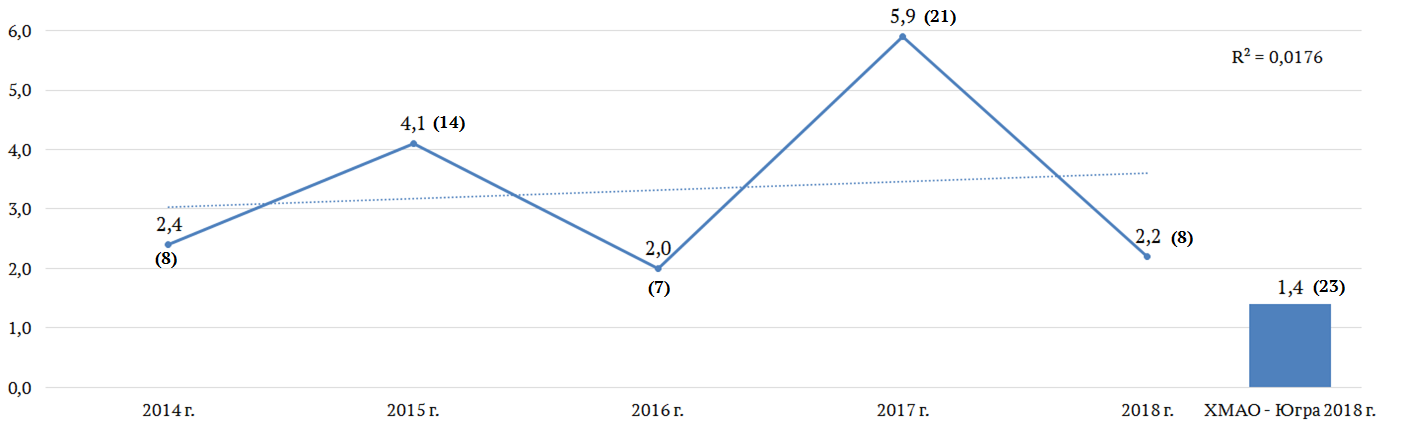 5,9 (21)
6,0
R² = 0,0176
5,0
4,1 (14)
4,0
3,0
2,4
(8)
2,0
(7)
2,2 (8)
2,0
1,4 (23)
1,0
0,0
2014 г.
2015 г.
2016 г.
2017 г.
2018 г.
ХМАО - Югра 2018 г.